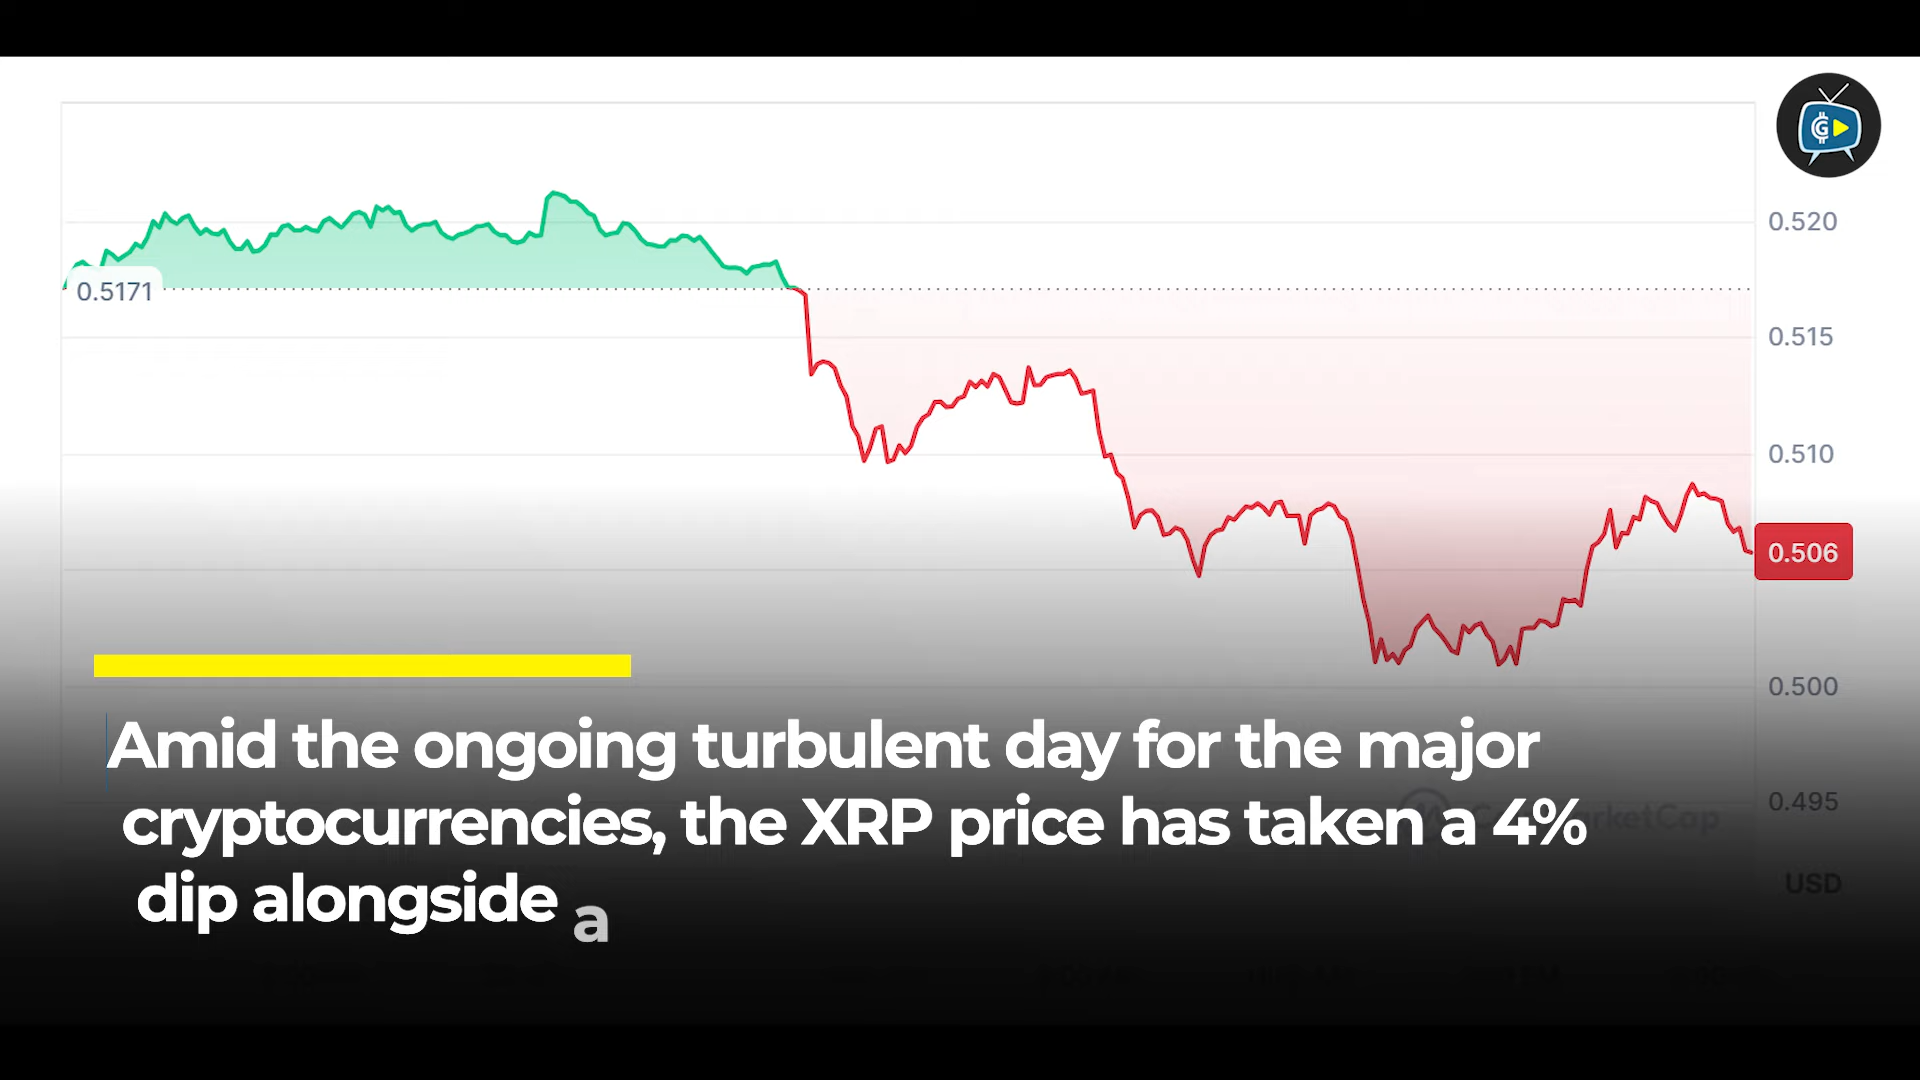 0.520
0.5171
0.515
0.510
0.506
0.500
0.495
Amid the ongoing turbulent day for the major
cryptocurrencies, the XRP price has taken a 4%
dip alongside a
USD